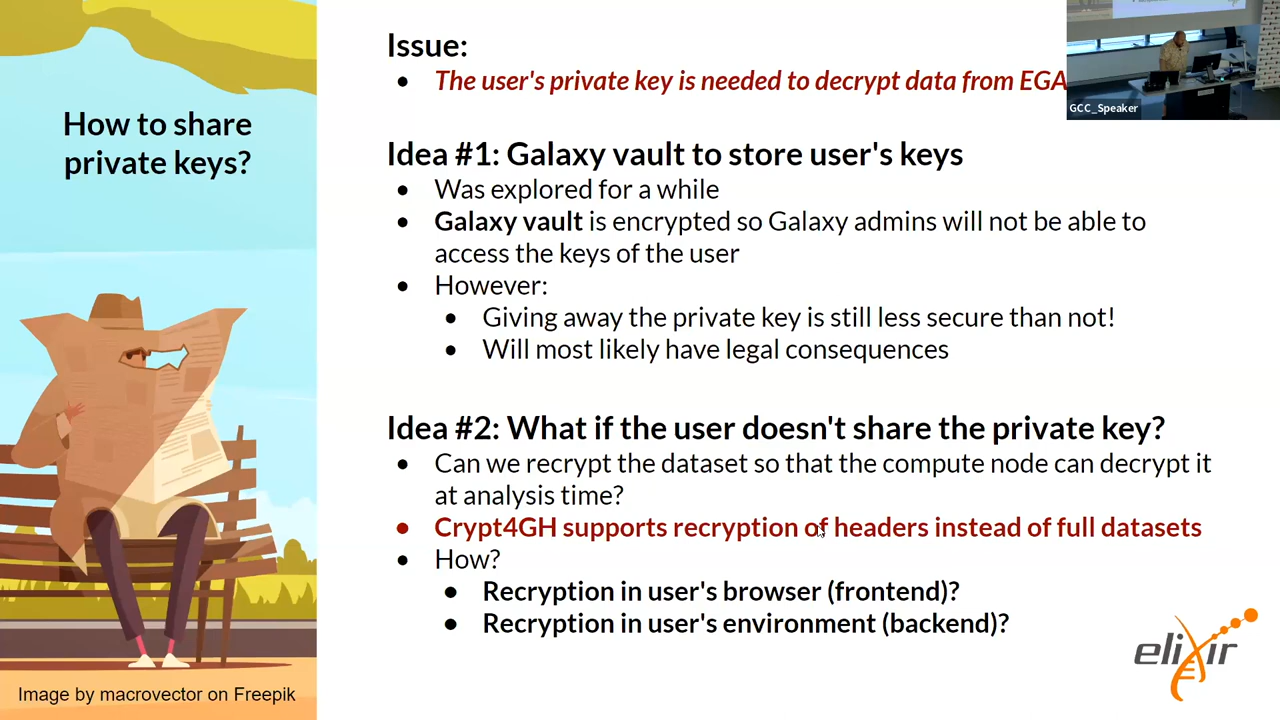 How to share
private keys?
Image by macrovector on Freepik
Issue:
• The user's private key is needed to decrypt data from EGA
Idea #1: Galaxy vault to store user's keys
• Was explored for a while
• Galaxy vault is encrypted so Galaxy admins will not be able to
access the keys of the user
• However:
• Giving away the private key is still less secure than not!
• Will most likely have legal consequences
Idea #2: What if the user doesn't share the private key?
• Can we recrypt the dataset so that the compute node can decrypt it
at analysis time?
• Crypt4GH supports recryption of headers instead of full datasets
• How?
• Recryption in user's browser (frontend)?
• Recryption in user's environment (backend)?
GCC_Speaker
elixir